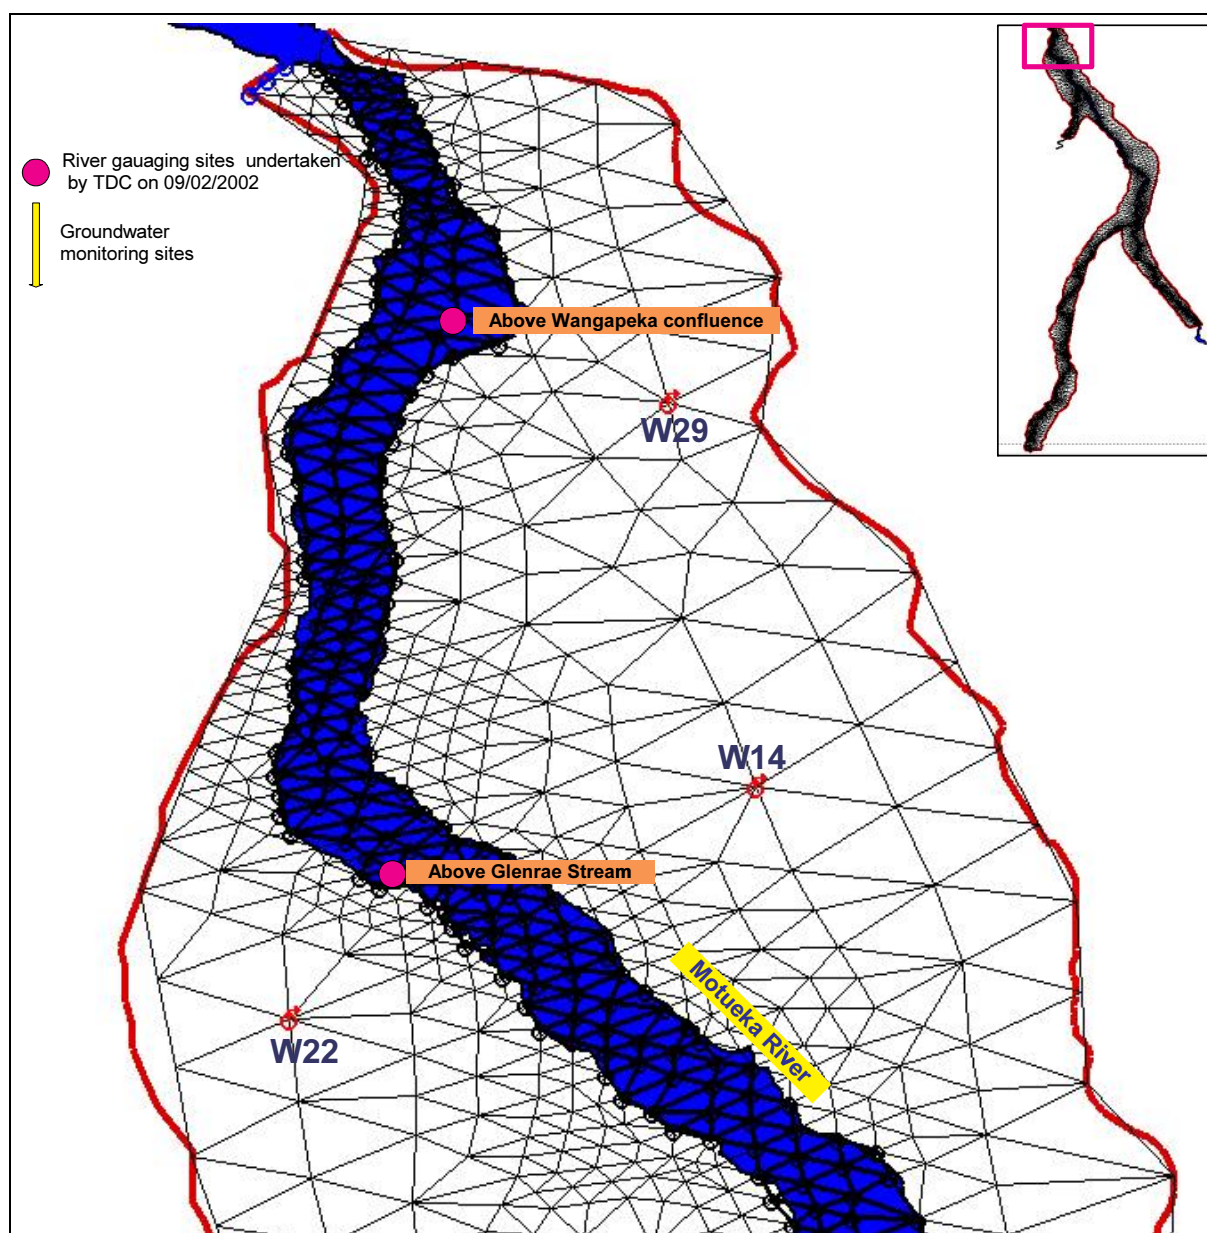 River gauaging sites undertaken
by TDC on 09/02/2002
Groundwater
monitoring sites
Above Wangapeka confluence
W29
W14
Above Glenrae Stream
Motueka River
W22